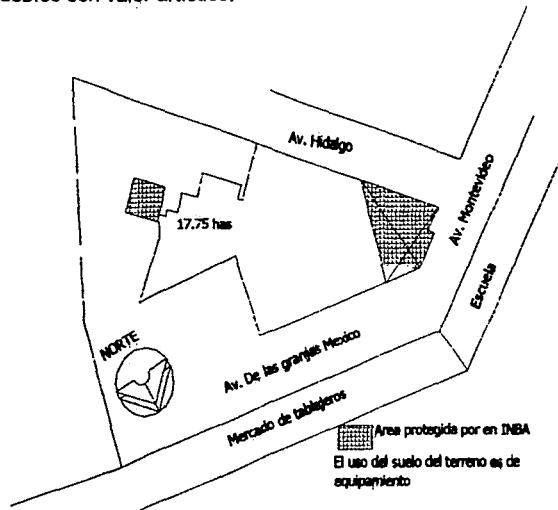 Av. Hidalgo
Av. Montevideo
17.75 has
Escuela
NORTE
Av. De las granjas Mexico
Mercado de tablajeros
Area protegida por en INBA
El uso del suelo del terreno es de
equipamiento